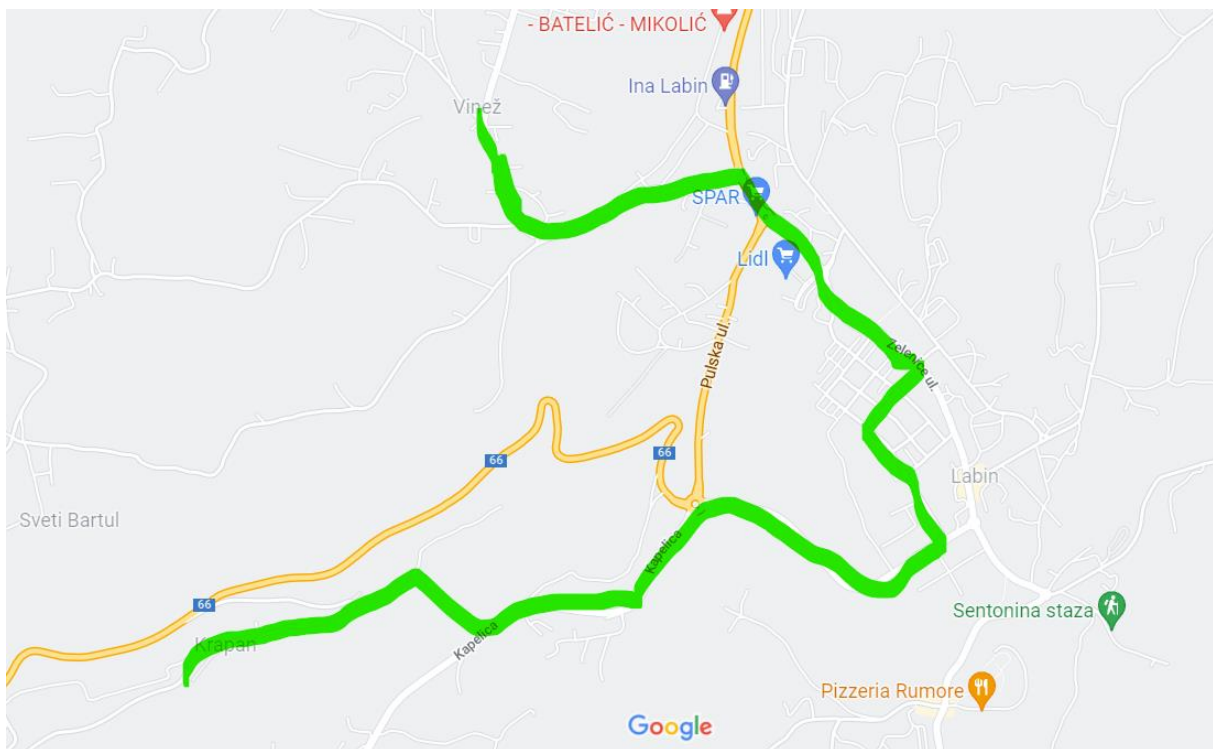 - BATELIĆ - MIKOLIĆ
Ina Labin
Vinež
SPAR
Lidl
Pulska ul.
Zelenice ul.
66
66
Labin
Sveti Bartul
Kapelica
66
Sentonina staza
Krapan
Kapelica
Pizzeria Rumore
Google